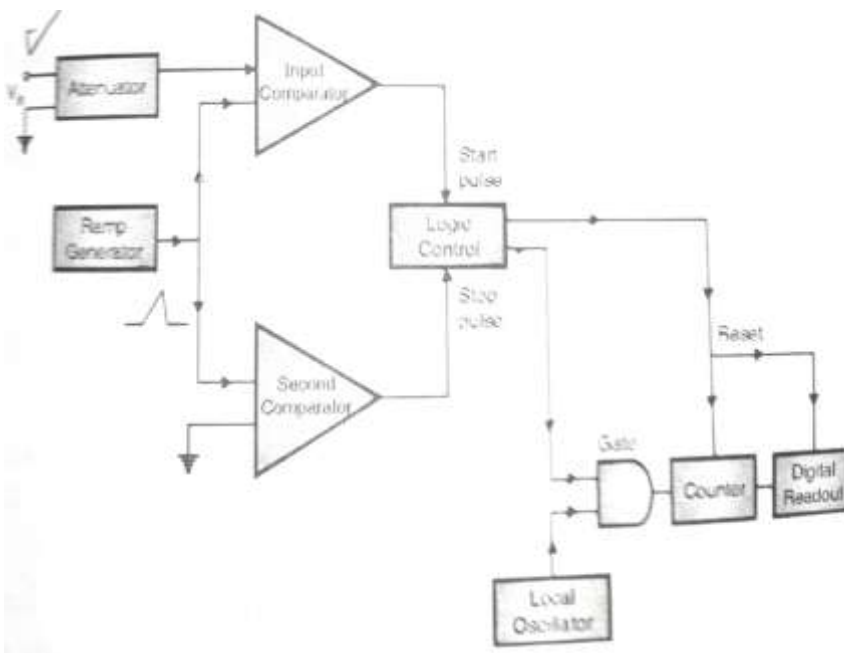 Attenuator
Input
Comparator
Start
pulse
Ramp
Generator
Logic
Control
Stop
pulse
Reset
Second
Comparator
Gate
Counter
Digital
Readout
Local
Oscillator